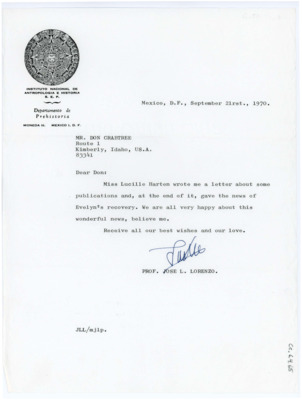 INSTITUTO NACIONAL DE
ANTROPOLOGIA E HISTORIA
S. E. P.
Departamento de
Prehistoria
MONEDA 16. MEXICO 1, D. F.
Mexico, D.F., September 21rst., 1970.
MR. DON CRABTREE
Route 1
Kimberly, Idaho, US.A.
83341
Dear Don:
Miss Lucille Harten wrote me a letter about some
publications and, at the end of it, gave the news of
Evelyn's recovery. We are all very happy about this
wonderful news, believe me.
Receive all our best wishes and our love.
PROF. JOSE L. LORENZO.
JLL/mjlp.